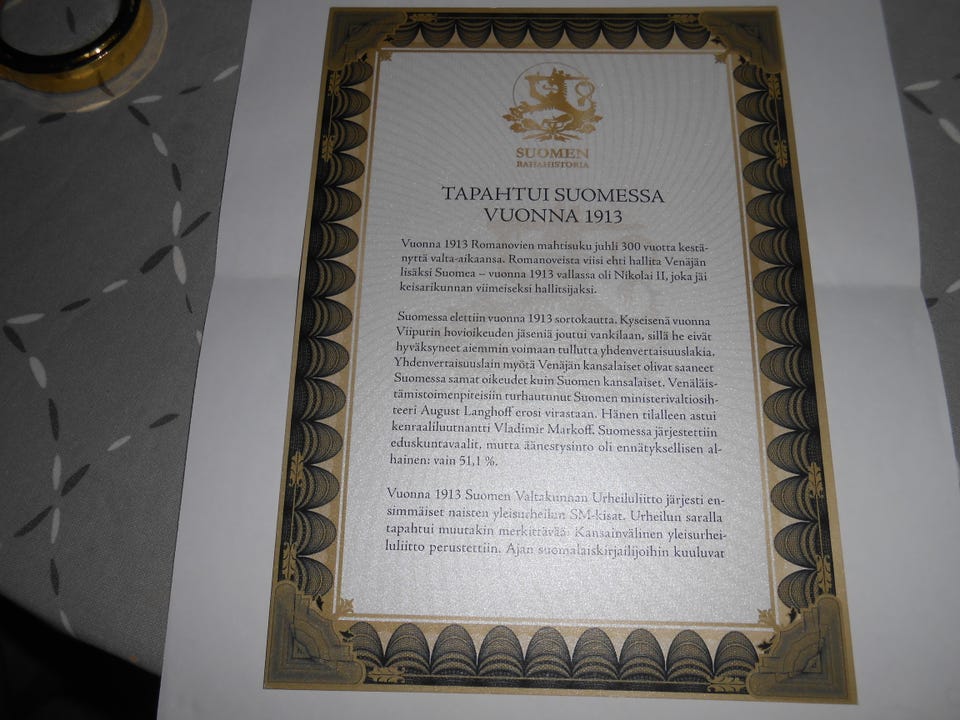 SUOMEN
RAHAHISTORIA
TAPAHTUI SUOMESSA
VUONNA 1913
Vuonna 1913 Romanovien mahtisuku juhli 300 vuotta kestä-
nyttä valta-aikaansa. Romanoveista viisi ehti hallita Venäjän
lisäksi Suomea – vuonna 1913 vallassa oli Nikolai II, joka jäi
keisarikunnan viimeiseksi hallitsijaksi.
Suomessa elettiin vuonna 1913 sortokautta. Kyseisenä vuonna
Viipurin hovioikeuden jäseniä joutui vankilaan, sillä he eivät
hyväksyneet aiemmin voimaan tullutta yhdenvertaisuuslakia.
Yhdenvertaisuuslain myötä Venäjän kansalaiset olivat saaneet
Suomessa samat oikeudet kuin Suomen kansalaiset. Venäläis-
tämistoimenpiteisiin turhautunut Suomen ministerivaltiosih-
teeri August Langhoff erosi virastaan. Hänen tilalleen astui
kenraaliluutnantti Vladimir Markoff. Suomessa järjestettiin
eduskuntavaalit, mutta äänestysinto oli ennätyksellisen al-
hainen: vain 51,1 %.
Vuonna 1913 Suomen Valtakunnan Urheiluliitto järjesti en-
simmäiset naisten yleisurheilun SM-kisat. Urheilun saralla
tapahtui muutakin merkittävää: Kansainvälinen yleisurhei-
luliitto perustettiin. Ajan suomalaiskirjailijoihin kuuluvat